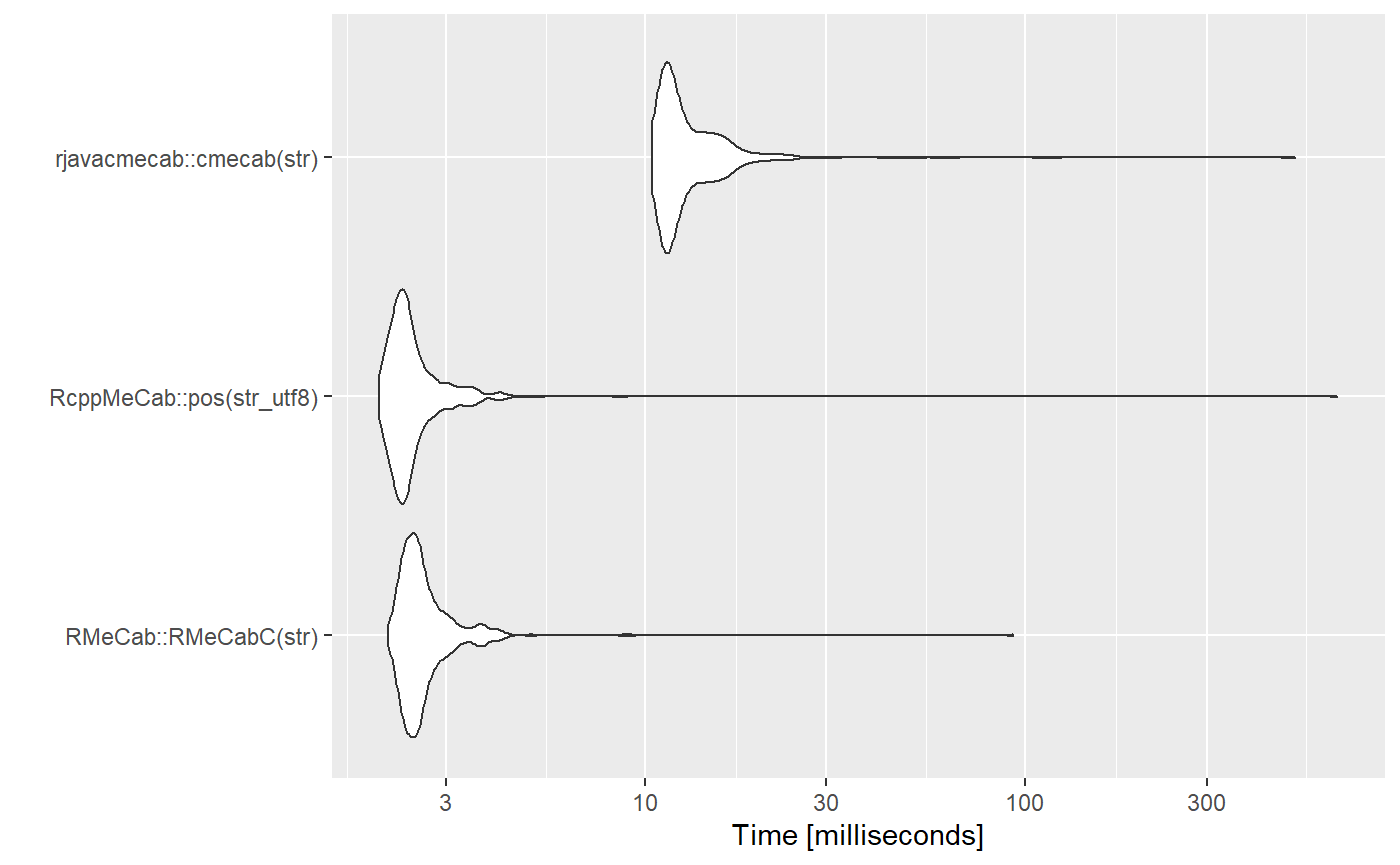 rjavacmecab::cmecab(str)
RcppMeCab::pos(str_utf8)
RMeCab::RMeCabC(str)
3 10 30 100 300
Time [milliseconds]